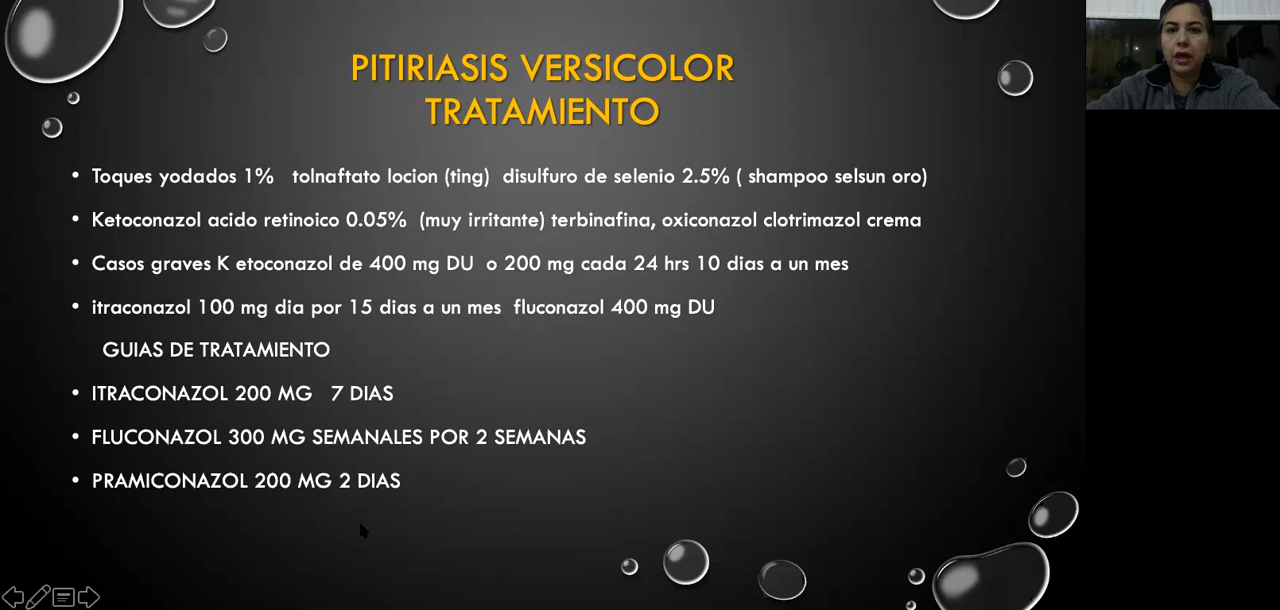 PITIRIASIS VERSICOLOR
TRATAMIENTO
• Toques yodados 1% tolnaftato locion (ting) disulfuro de selenio 2.5% ( shampoo selsun oro)
• Ketoconazol acido retinoico 0.05% (muy irritante) terbinafina, oxiconazol clotrimazol crema
• Casos graves K etoconazol de 400 mg DU o 200 mg cada 24 hrs 10 dias a un mes
• itraconazol 100 mg dia por 15 dias a un mes fluconazol 400 mg DU
GUIAS DE TRATAMIENTO
• ITRACONAZOL 200 MG 7 DIAS
• FLUCONAZOL 300 MG SEMANALES POR 2 SEMANAS
• PRAMICONAZOL 200 MG 2 DIAS